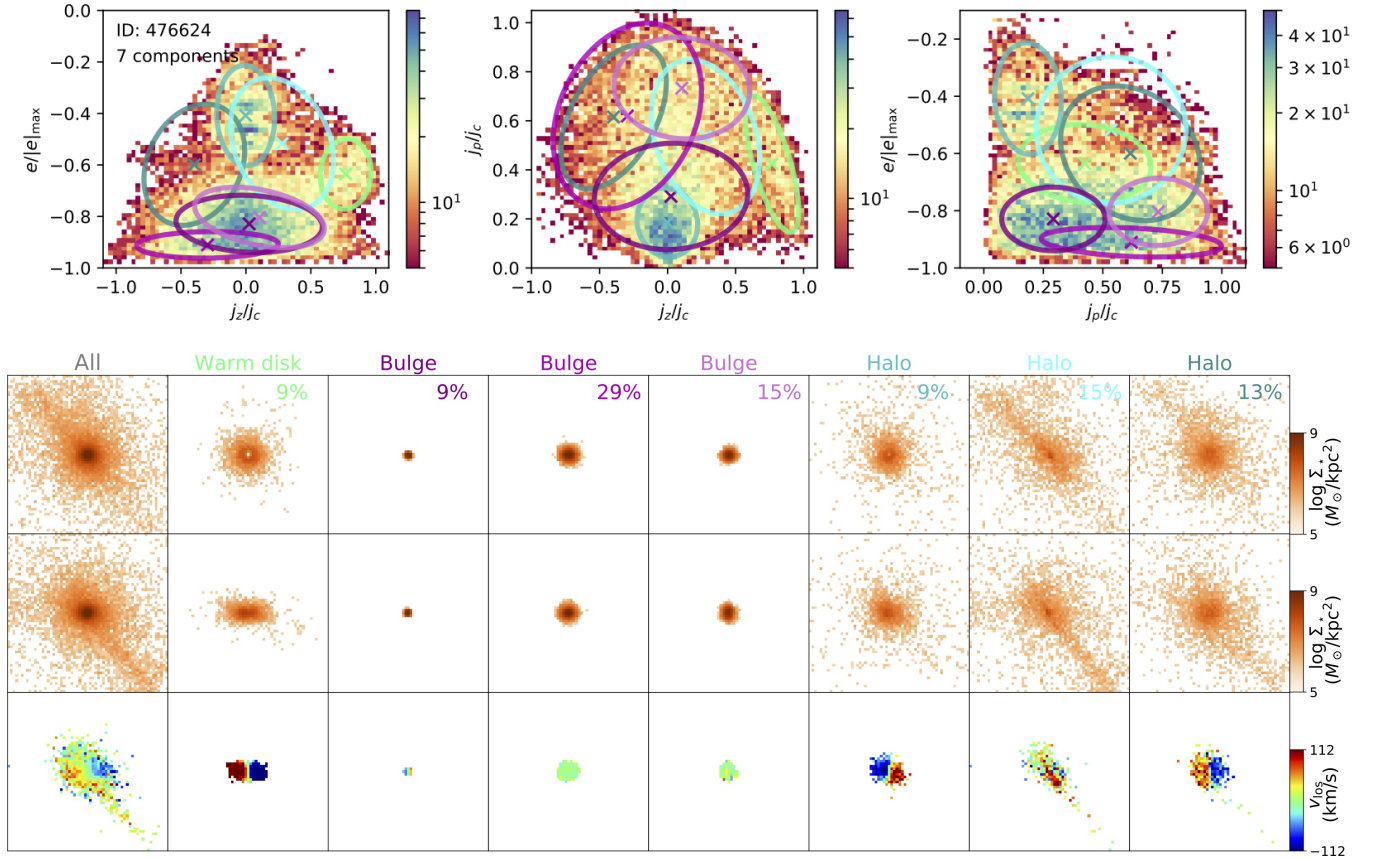 ID: 476624
7 components
0.0
−0.2
−0.4
−0.6
−0.8
−1.0
e/|e|max
−1.0 −0.5 0.0 0.5 1.0
jz/jc
10¹
1.0
0.8
0.6
0.4
0.2
0.0
jp/jc
−1.0 −0.5 0.0 0.5 1.0
jz/jc
10¹
−0.2
−0.4
−0.6
−0.8
−1.0
e/|e|max
0.00 0.25 0.50 0.75 1.00
jp/jc
4 × 10¹
3 × 10¹
2 × 10¹
10¹
6 × 10⁰
All Warm disk Bulge Bulge Bulge Halo Halo Halo
9% 9% 29% 15% 9% 15% 13%
9
log Σ⋆
(M⊙/kpc²)
5
9
log Σ⋆
(M⊙/kpc²)
5
112
vlos
(km/s)
−112